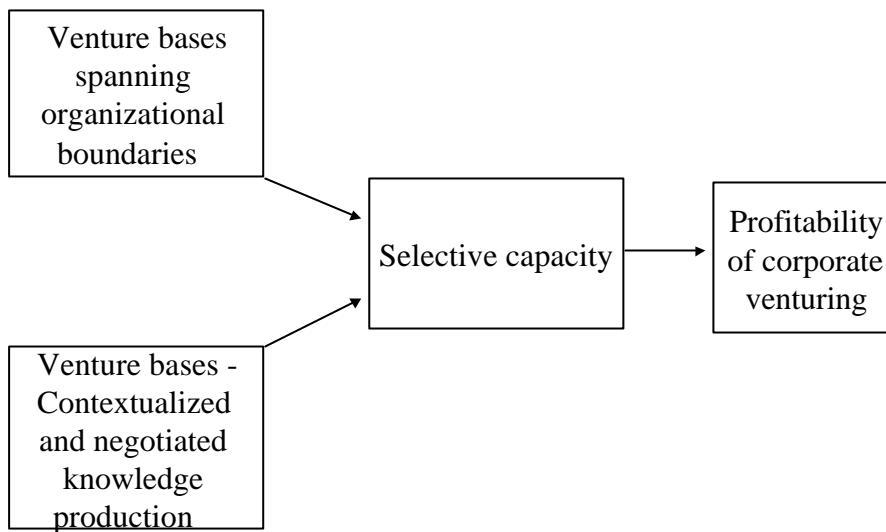 Venture bases
spanning
organizational
boundaries
Selective capacity
Profitability
of corporate
venturing
Venture bases -
Contextualized
and negotiated
knowledge
production